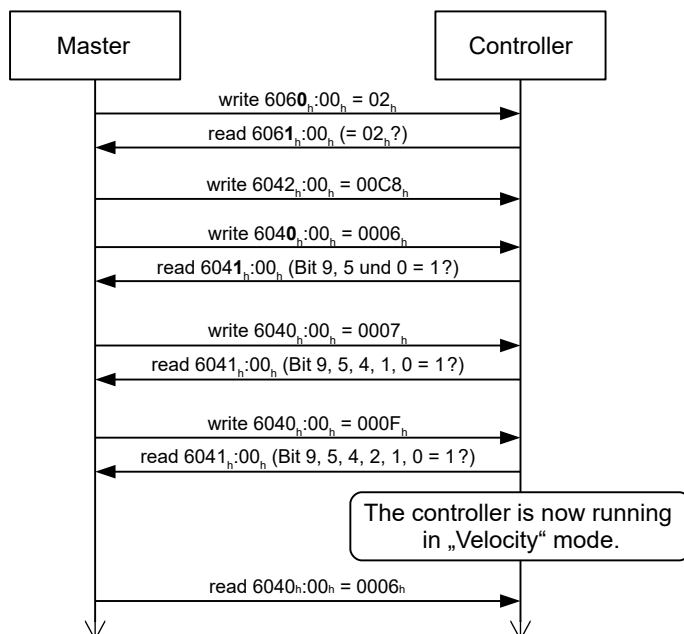 Master
Controller
write 6060ₕ:00ₕ = 02ₕ
read 6061ₕ:00ₕ (= 02ₕ?)
write 6042ₕ:00ₕ = 00C8ₕ
write 6040ₕ:00ₕ = 0006ₕ
read 6041ₕ:00ₕ (Bit 9, 5 und 0 = 1?)
write 6040ₕ:00ₕ = 0007ₕ
read 6041ₕ:00ₕ (Bit 9, 5, 4, 1, 0 = 1?)
write 6040ₕ:00ₕ = 000Fₕ
read 6041ₕ:00ₕ (Bit 9, 5, 4, 2, 1, 0 = 1?)
The controller is now running
in „Velocity“ mode.
read 6040ₕ:00ₕ = 0006ₕ